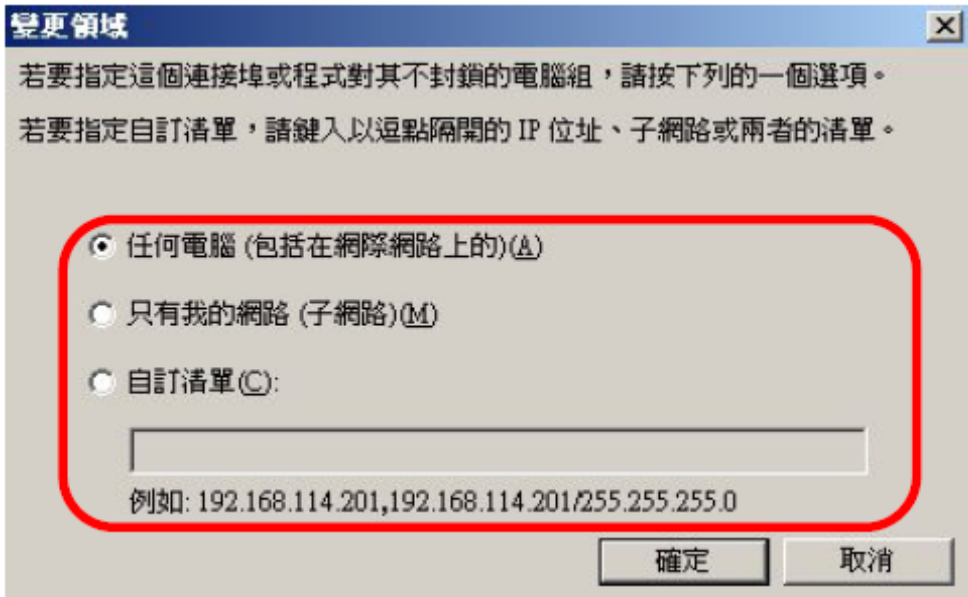 變更領域
若要指定這個連接埠或程式對其不封鎖的電腦組，請按下列的一個選項。
若要指定自訂清單，請鍵入以逗點隔開的 IP 位址、子網路或兩者的清單。
任何電腦 (包括在網際網路上的)(A)
只有我的網路 (子網路)(M)
自訂清單(C):
例如: 192.168.114.201,192.168.114.201/255.255.255.0
確定 取消